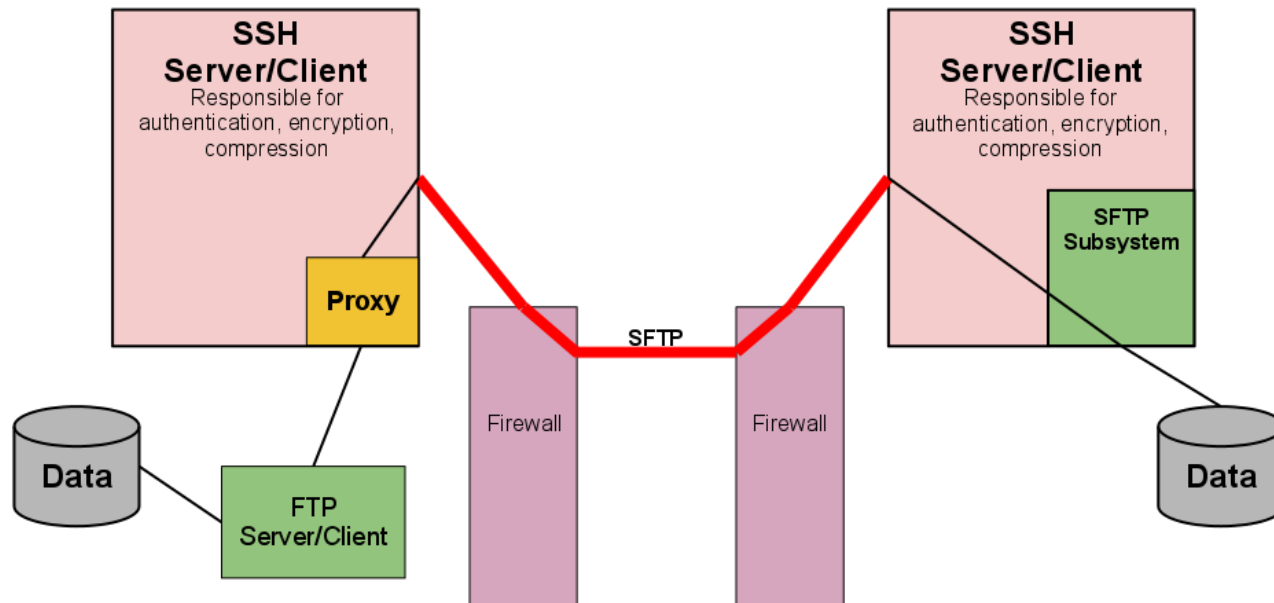 SSH
Server/Client
Responsible for
authentication, encryption,
compression
Proxy
Data
FTP
Server/Client
Firewall
SFTP
Firewall
SSH
Server/Client
Responsible for
authentication, encryption,
compression
SFTP
Subsystem
Data